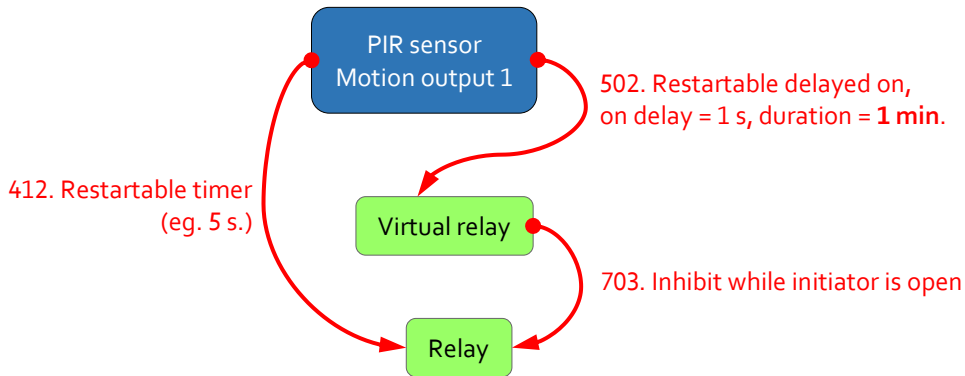 PIR sensor
Motion output 1
502. Restartable delayed on,
on delay = 1 s, duration = 1 min.
412. Restartable timer
(eg. 5 s.)
Virtual relay
703. Inhibit while initiator is open
Relay